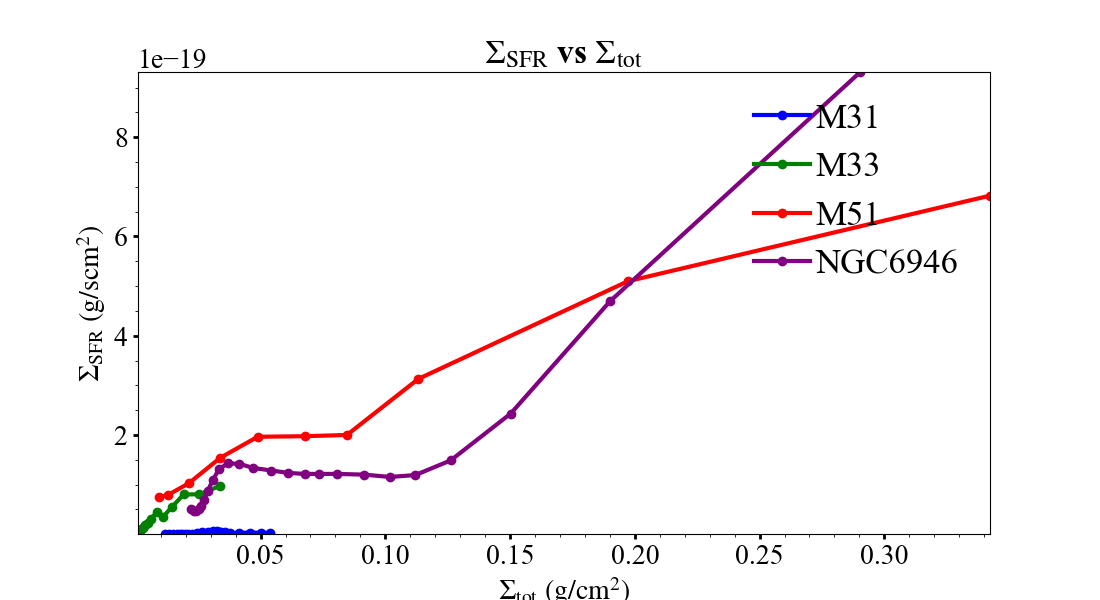 1e−19
Σ_SFR vs Σ_tot
8
6
4
2
Σ_SFR (g/scm²)
M31
M33
M51
NGC6946
0.05 0.10 0.15 0.20 0.25 0.30
Σ_tot (g/cm²)